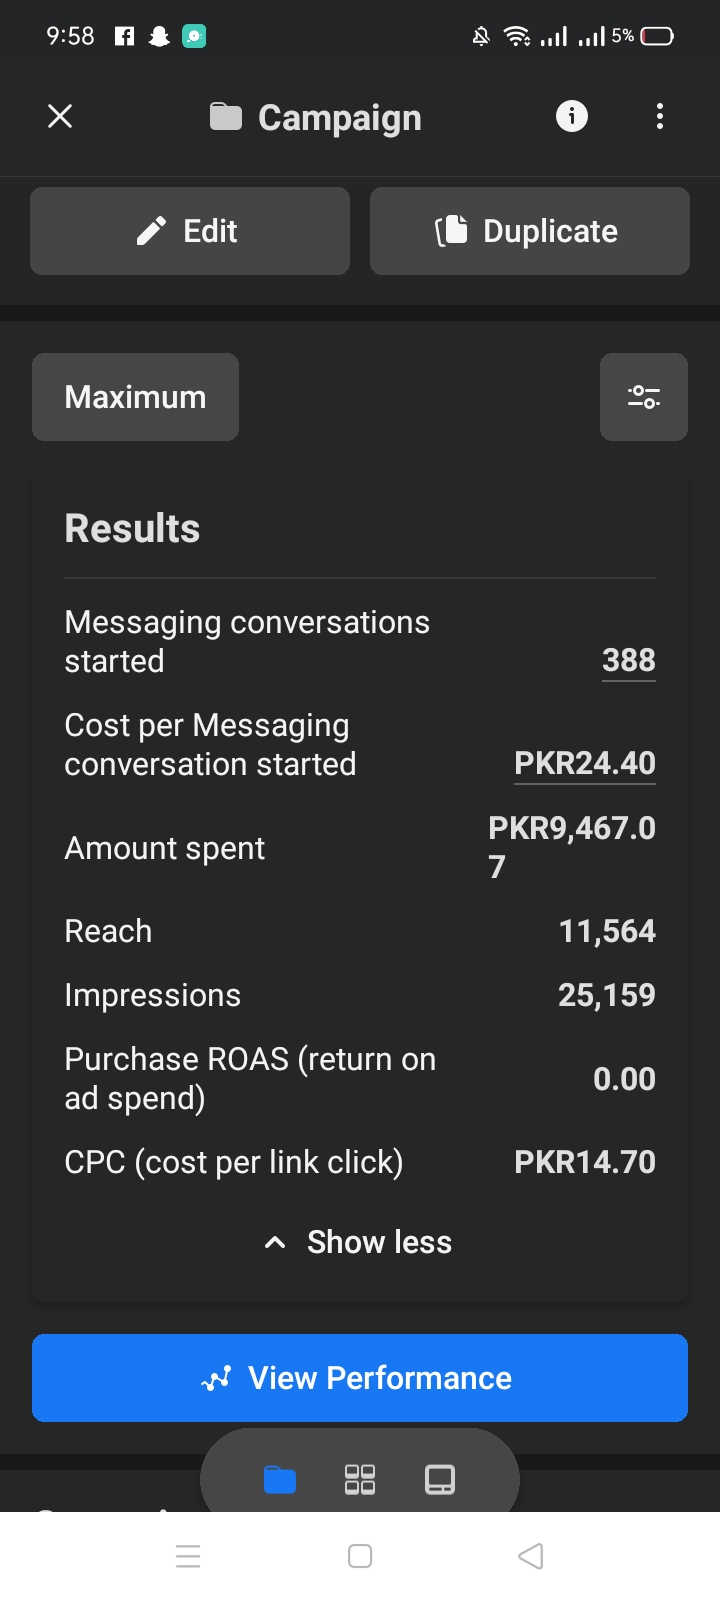 9:58
5%
Campaign
Edit
Duplicate
Maximum
Results
Messaging conversations
started
388
Cost per Messaging
conversation started
PKR24.40
Amount spent
PKR9,467.0
7
Reach
11,564
Impressions
25,159
Purchase ROAS (return on
ad spend)
0.00
CPC (cost per link click)
PKR14.70
Show less
View Performance